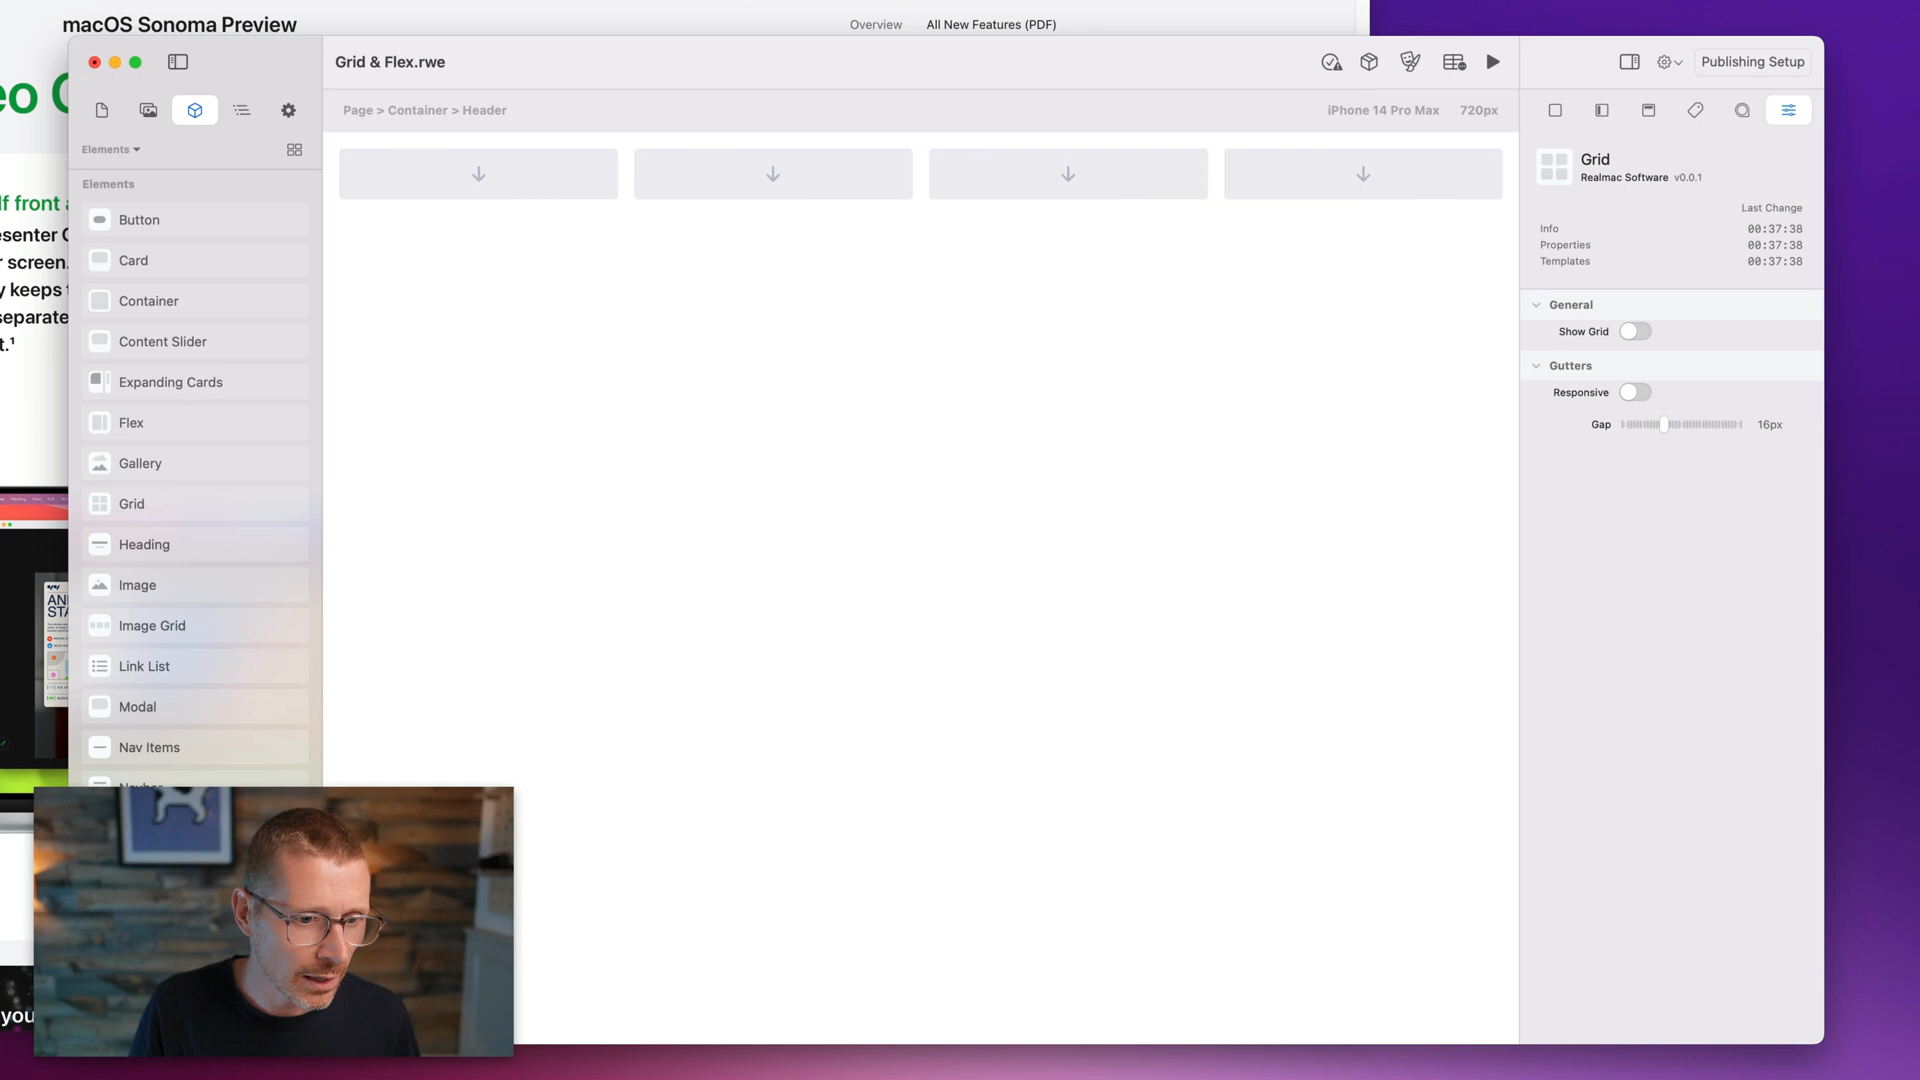 macOS Sonoma Preview
Overview
All New Features (PDF)
Grid & Flex.rwe
Publishing Setup
Page > Container > Header
iPhone 14 Pro Max
720px
Elements
Elements
Button
Card
Container
Content Slider
Expanding Cards
Flex
Gallery
Grid
Heading
Image
Image Grid
Link List
Modal
Nav Items
Grid
Realmac Software v0.0.1
Last Change
Info 00:37:38
Properties 00:37:38
Templates 00:37:38
General
Show Grid
Gutters
Responsive
Gap 16px
eo
lf front
esenter
r screen.
y keeps
separate
t.¹
AN
STA
you